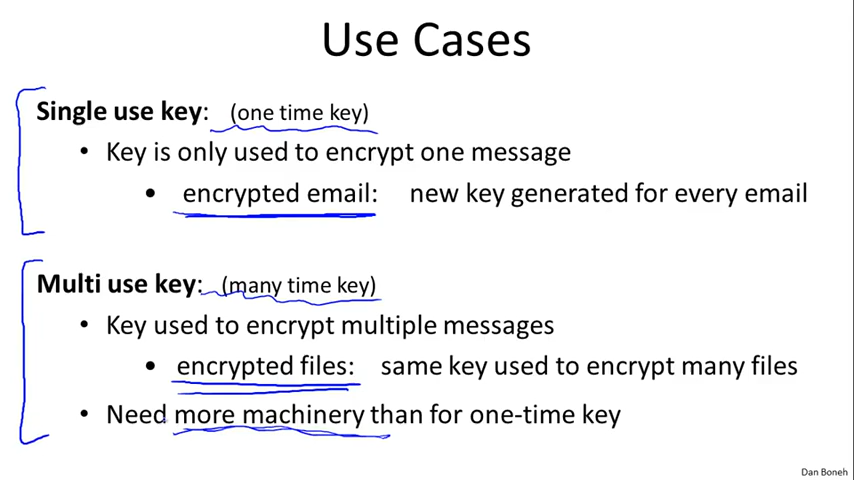 Use Cases
Single use key: (one time key)
• Key is only used to encrypt one message
• encrypted email: new key generated for every email
Multi use key: (many time key)
• Key used to encrypt multiple messages
• encrypted files: same key used to encrypt many files
• Need more machinery than for one-time key
Dan Boneh